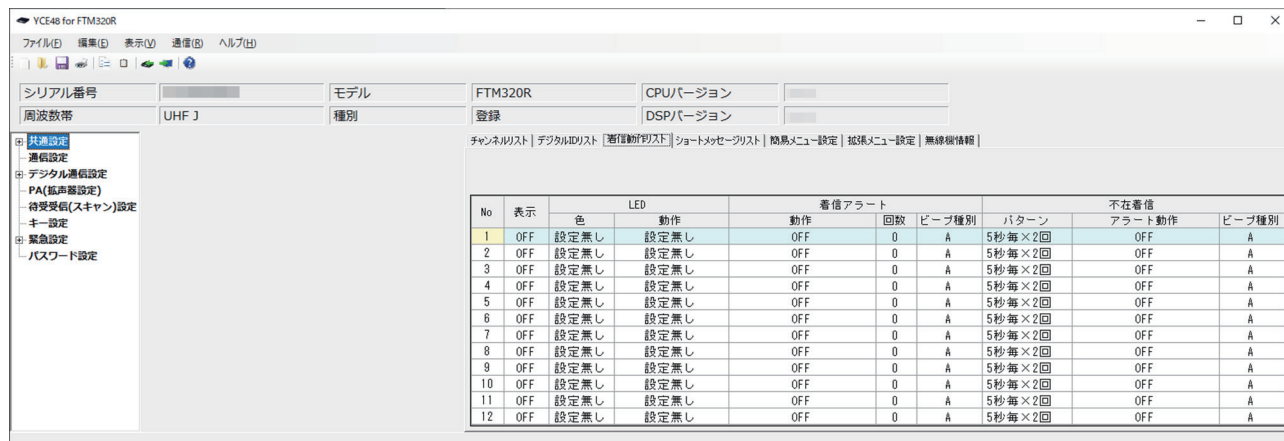 YCE48 for FTM320R
ファイル(F) 編集(E) 表示(V) 通信(R) ヘルプ(H)
シリアル番号 モデル FTM320R CPUバージョン
周波数帯 UHF J 種別 登録 DSPバージョン
共通設定
通信設定
デジタル通信設定
PA(拡声器設定)
待受受信(スキャン)設定
キー設定
緊急設定
パスワード設定
チャンネルリスト デジタルIDリスト 着信動作リスト ショートメッセージリスト 簡易メニュー設定 拡張メニュー設定 無線機情報
No 表示 LED 着信アラート 不在着信
色 動作 動作 回数 ビープ種別 パターン アラート動作 ビープ種別
1 OFF 設定無し 設定無し OFF 0 A 5秒毎×2回 OFF A
2 OFF 設定無し 設定無し OFF 0 A 5秒毎×2回 OFF A
3 OFF 設定無し 設定無し OFF 0 A 5秒毎×2回 OFF A
4 OFF 設定無し 設定無し OFF 0 A 5秒毎×2回 OFF A
5 OFF 設定無し 設定無し OFF 0 A 5秒毎×2回 OFF A
6 OFF 設定無し 設定無し OFF 0 A 5秒毎×2回 OFF A
7 OFF 設定無し 設定無し OFF 0 A 5秒毎×2回 OFF A
8 OFF 設定無し 設定無し OFF 0 A 5秒毎×2回 OFF A
9 OFF 設定無し 設定無し OFF 0 A 5秒毎×2回 OFF A
10 OFF 設定無し 設定無し OFF 0 A 5秒毎×2回 OFF A
11 OFF 設定無し 設定無し OFF 0 A 5秒毎×2回 OFF A
12 OFF 設定無し 設定無し OFF 0 A 5秒毎×2回 OFF A